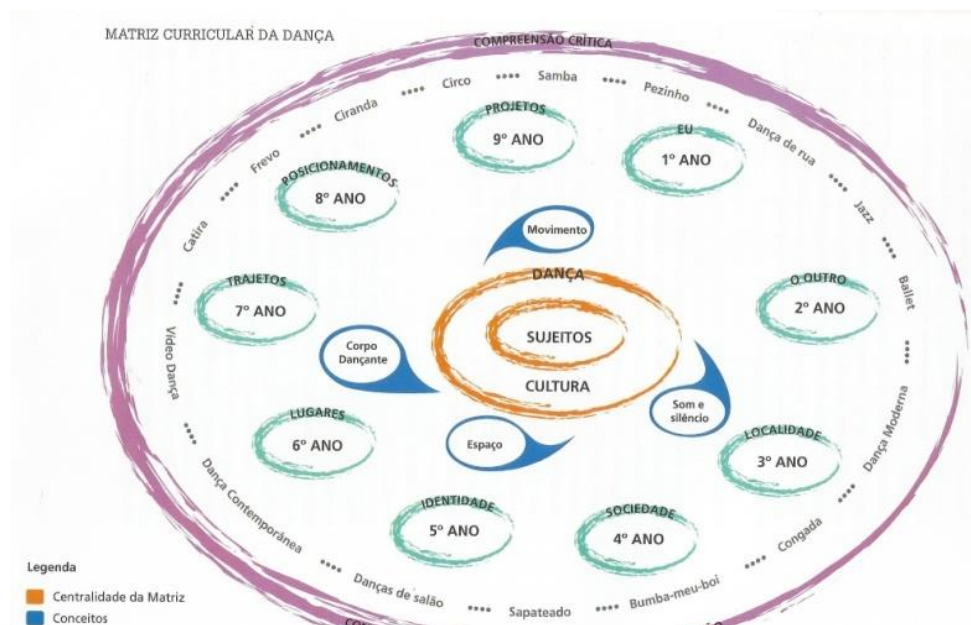 MATRIZ CURRICULAR DA DANÇA
COMPREENSÃO CRÍTICA
Samba
Pezinho
Dança de rua
Jazz
Ballet
Dança Moderna
Congada
Bumba-meu-boi
Sapateado
Danças de salão
Dança Contemporânea
Vídeo Dança
Catira
Frevo
Ciranda
Circo
PROJETOS
9º ANO
EU
1º ANO
O OUTRO
2º ANO
LOCALIDADE
3º ANO
SOCIEDADE
4º ANO
IDENTIDADE
5º ANO
LUGARES
6º ANO
TRAJETOS
7º ANO
POSICIONAMENTOS
8º ANO
Movimento
Som e
silêncio
Espaço
Corpo
Dançante
DANÇA
SUJEITOS
CULTURA
Legenda
Centralidade da Matriz
Conceitos